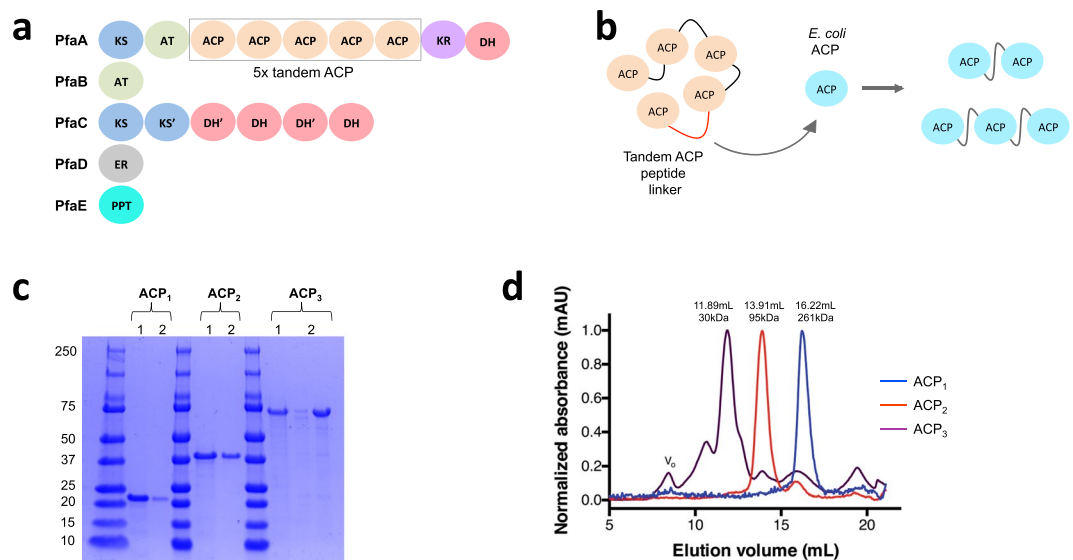 a
PfaA KS AT ACP ACP ACP ACP ACP KR DH
5x tandem ACP
PfaB AT
PfaC KS KS' DH' DH DH' DH
PfaD ER
PfaE PPT
b
ACP ACP ACP ACP ACP
Tandem ACP
peptide
linker
E. coli
ACP
ACP
ACP ACP
ACP ACP ACP
c
ACP₁ ACP₂ ACP₃
1 2 1 2 1 2
250
75
50
37
25
20
15
10
d
11.89mL 13.91mL 16.22mL
30kDa 95kDa 261kDa
Normalized absorbance (mAU)
1.0
0.8
0.6
0.4
0.2
0.0
Vₒ
5 10 15 20
Elution volume (mL)
ACP₁
ACP₂
ACP₃